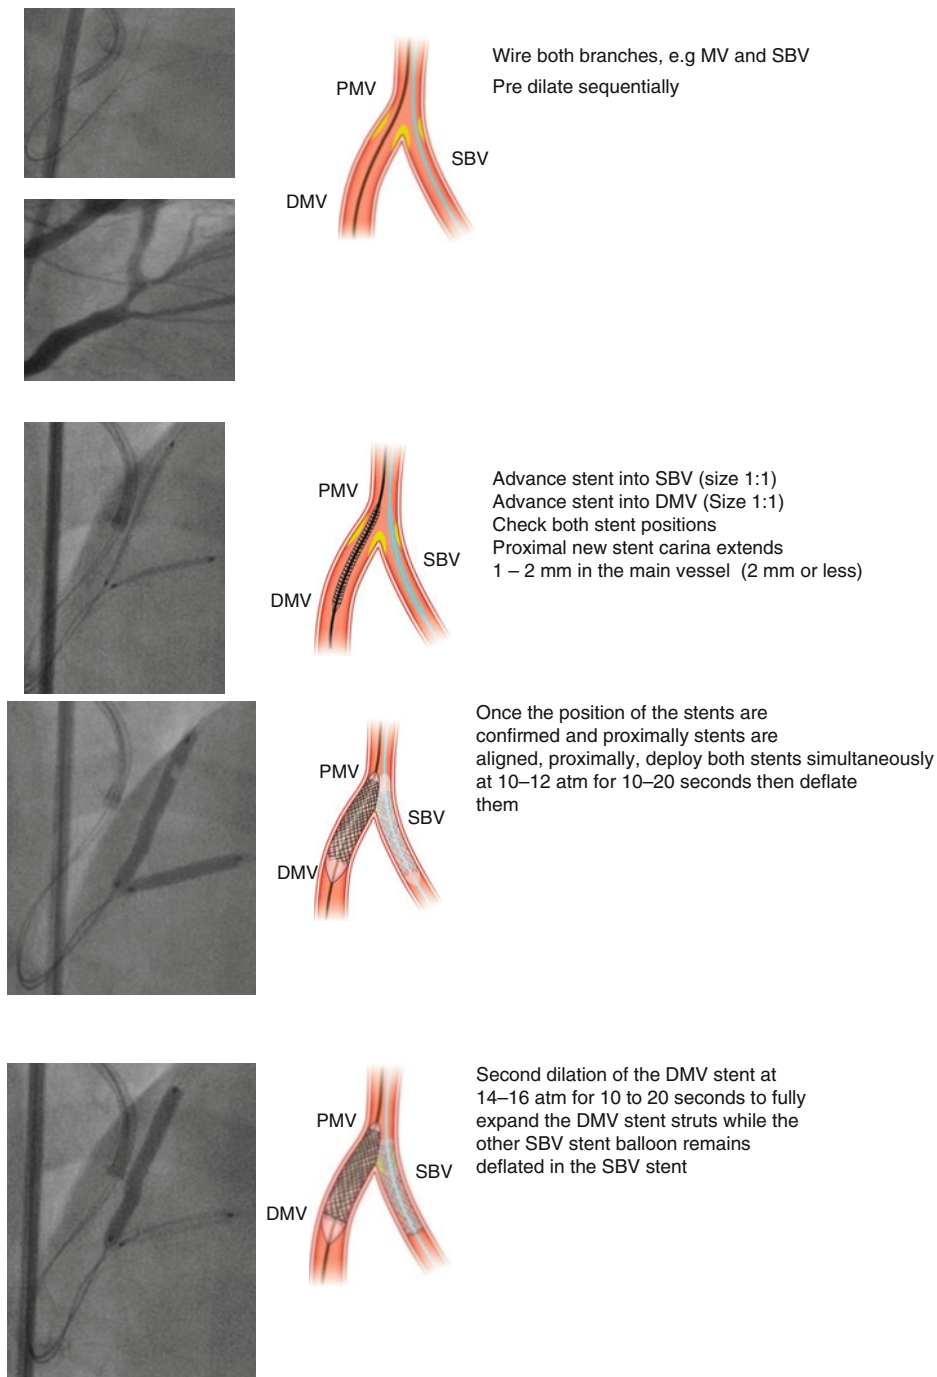 Wire both branches, e.g MV and SBV
Pre dilate sequentially
PMV
SBV
DMV
Advance stent into SBV (size 1:1)
Advance stent into DMV (Size 1:1)
Check both stent positions
Proximal new stent carina extends
1 – 2 mm in the main vessel  (2 mm or less)
PMV
SBV
DMV
Once the position of the stents are
confirmed and proximally stents are
aligned, proximally, deploy both stents simultaneously
at 10–12 atm for 10–20 seconds then deflate
them
PMV
SBV
DMV
Second dilation of the DMV stent at
14–16 atm for 10 to 20 seconds to fully
expand the DMV stent struts while the
other SBV stent balloon remains
deflated in the SBV stent
PMV
SBV
DMV